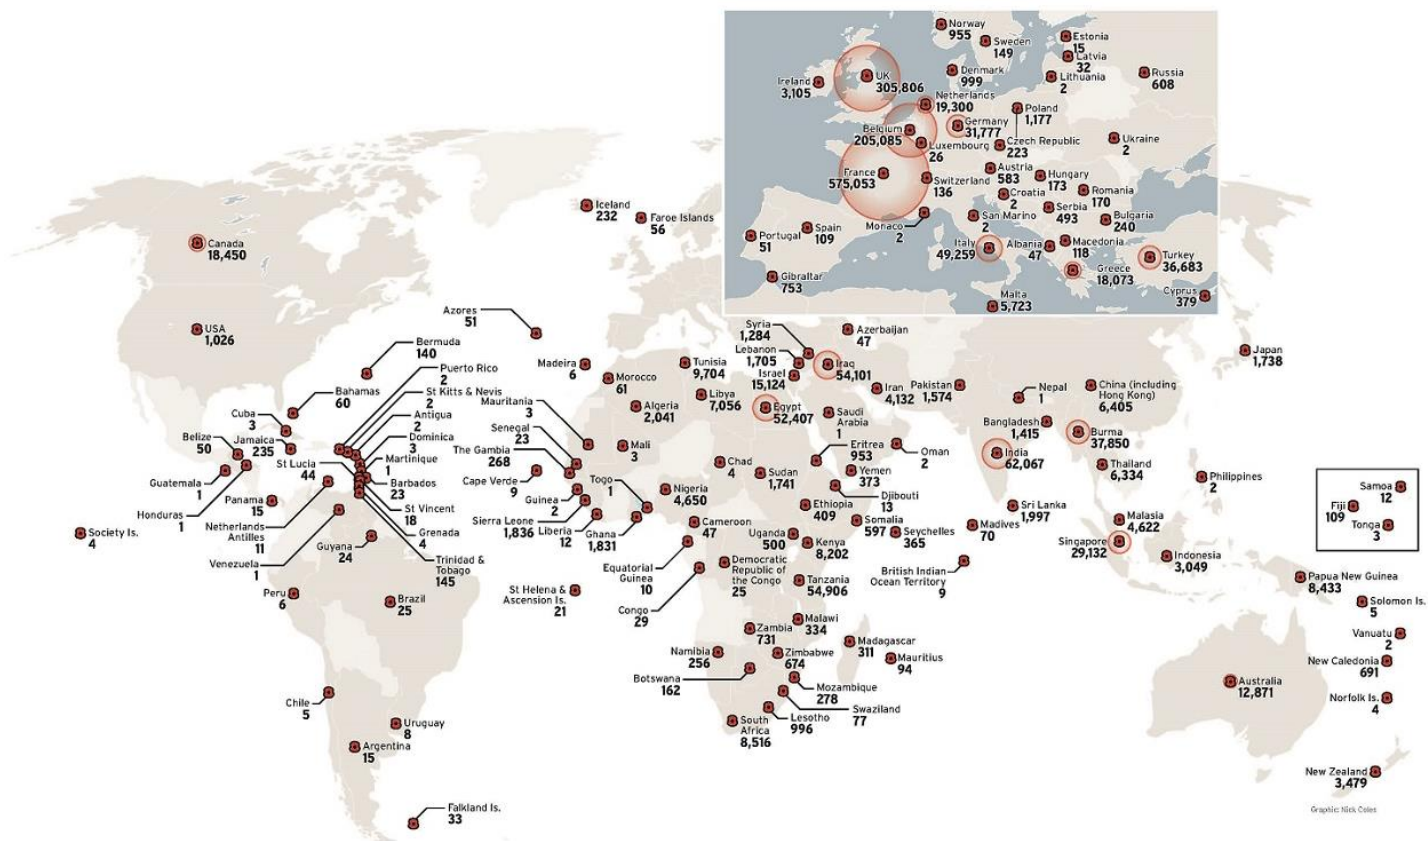 Norway
955
Sweden
149
Estonia
15
Latvia
32
Lithuania
2
Russia
608
Ireland
3,105
UK
305,806
Denmark
999
Netherlands
19,300
Poland
1,177
Belgium
205,085
Germany
31,777
Luxembourg
26
Czech Republic
223
Ukraine
2
France
575,053
Switzerland
136
Austria
583
Hungary
173
Croatia
2
Romania
170
Serbia
493
Bulgaria
240
Monaco
2
San Marino
2
Portugal
51
Spain
109
Italy
49,259
Albania
47
Macedonia
118
Greece
18,073
Turkey
36,683
Gibraltar
753
Malta
5,723
Cyprus
379
Iceland
232
Faroe Islands
56
Canada
18,450
USA
1,026
Azores
51
Bermuda
140
Madeira
6
Puerto Rico
2
St Kitts & Nevis
2
Bahamas
60
Antigua
2
Cuba
3
Dominica
3
Belize
50
Jamaica
235
Martinique
1
St Lucia
44
Barbados
23
Guatemala
1
Honduras
1
Panama
15
Netherlands
Antilles
11
St Vincent
18
Grenada
4
Trinidad &
Tobago
145
Venezuela
1
Guyana
24
Society Is.
4
Peru
6
Brazil
25
Chile
5
Uruguay
8
Argentina
15
Falkland Is.
33
Syria
1,284
Lebanon
1,705
Israel
15,124
Azerbaijan
47
Iraq
54,101
Iran
4,132
Pakistan
1,574
Nepal
1
China (including
Hong Kong)
6,405
Japan
1,738
Morocco
61
Tunisia
9,704
Libya
7,056
Algeria
2,041
Egypt
52,407
Saudi
Arabia
1
Bangladesh
1,415
Burma
37,850
India
62,067
Thailand
6,334
Philippines
2
Oman
2
Mauritania
3
Senegal
23
The Gambia
268
Cape Verde
9
Guinea
2
Sierra Leone
1,836
Liberia
12
Mali
3
Togo
1
Ghana
1,831
Nigeria
4,650
Chad
4
Sudan
1,741
Eritrea
953
Yemen
373
Djibouti
13
Ethiopia
409
Somalia
597
Seychelles
365
Madives
70
Sri Lanka
1,997
Malasia
4,622
Singapore
29,132
Indonesia
3,049
Cameroon
47
Uganda
500
Kenya
8,202
Equatorial
Guinea
10
Democratic
Republic of
the Congo
25
Tanzania
54,906
British Indian
Ocean Territory
9
Congo
29
St Helena &
Ascension Is.
21
Malawi
334
Zambia
731
Zimbabwe
674
Madagascar
311
Mauritius
94
Namibia
256
Botswana
162
Mozambique
278
Swaziland
77
Lesotho
996
South
Africa
8,516
Samoa
12
Fiji
109
Tonga
3
Papua New Guinea
8,433
Solomon Is.
5
Vanuatu
2
New Caledonia
691
Norfolk Is.
4
Australia
12,871
New Zealand
3,479
Graphic: Nick Coles